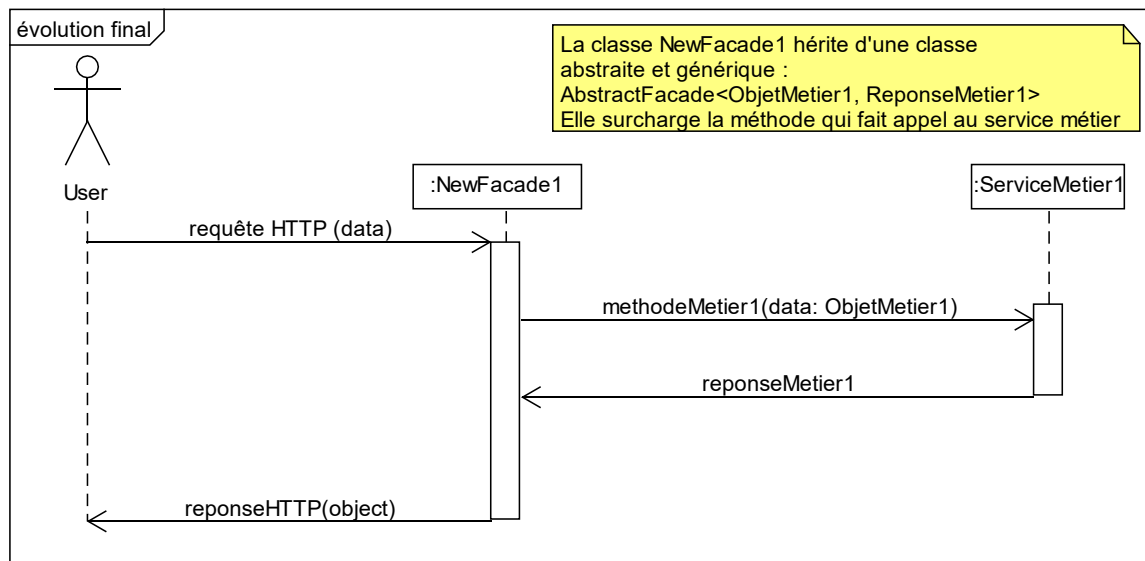 évolution final
La classe NewFacade1 hérite d'une classe
abstraite et générique :
AbstractFacade<ObjetMetier1, ReponseMetier1>
Elle surcharge la méthode qui fait appel au service métier
User
:NewFacade1
:ServiceMetier1
requête HTTP (data)
methodeMetier1(data: ObjetMetier1)
reponseMetier1
reponseHTTP(object)